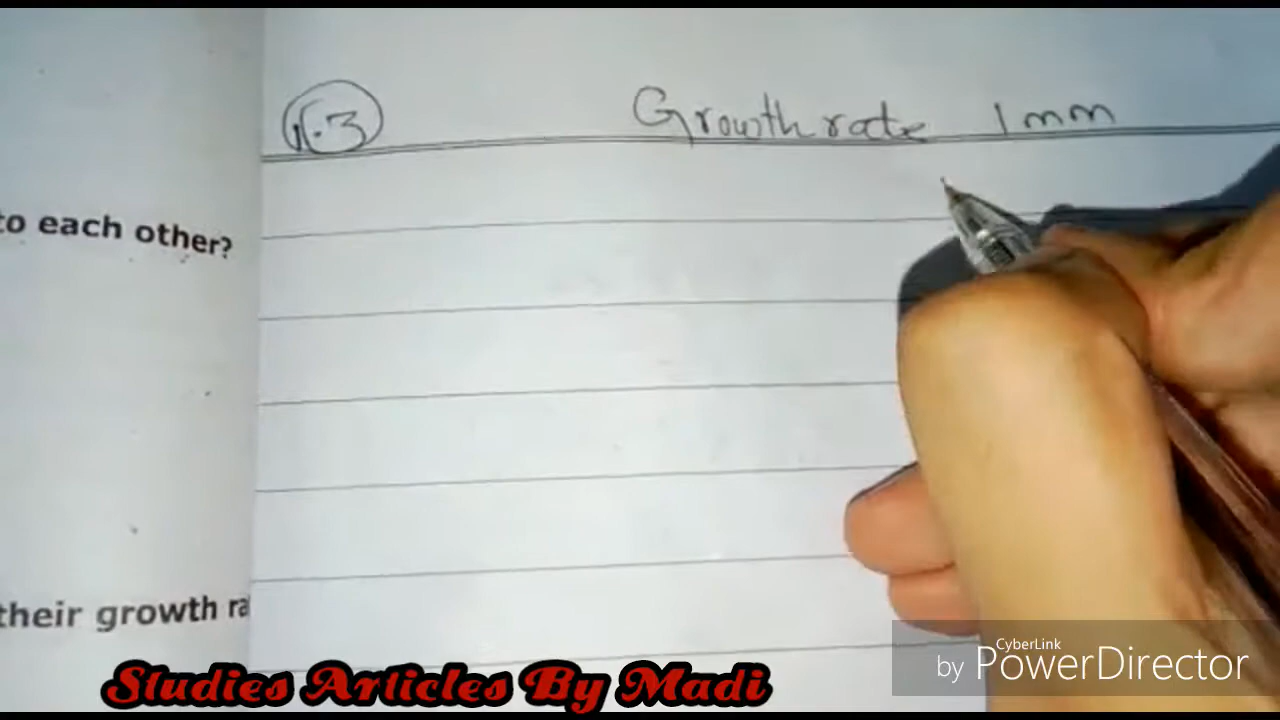 1.3
Growth rate 1mm
to each other?
their growth ra
Studies Articles By Madi
CyberLink
by PowerDirector